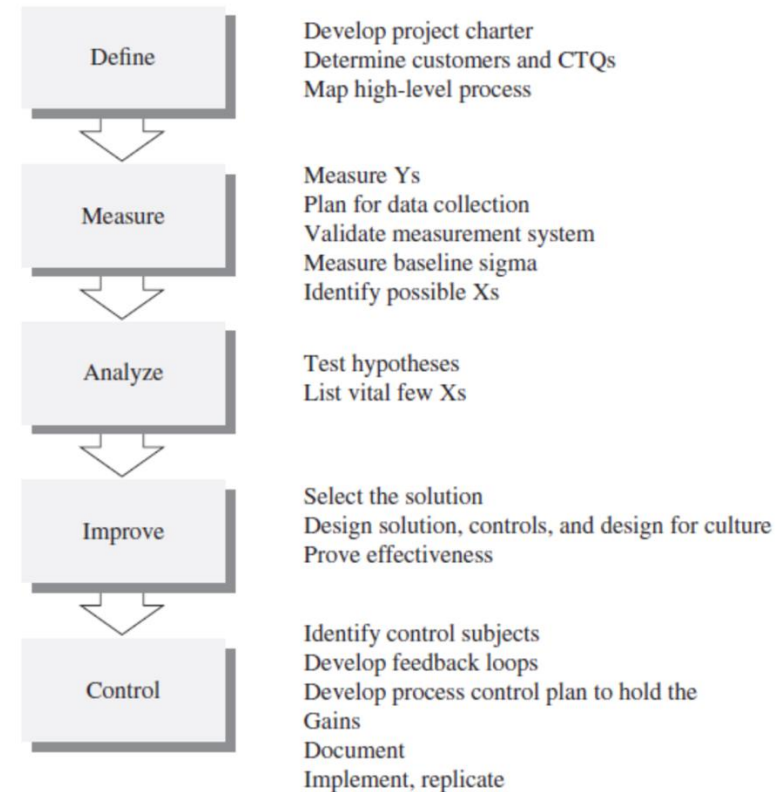 Define
Develop project charter
Determine customers and CTQs
Map high-level process
Measure
Measure Ys
Plan for data collection
Validate measurement system
Measure baseline sigma
Identify possible Xs
Analyze
Test hypotheses
List vital few Xs
Improve
Select the solution
Design solution, controls, and design for culture
Prove effectiveness
Control
Identify control subjects
Develop feedback loops
Develop process control plan to hold the
Gains
Document
Implement, replicate